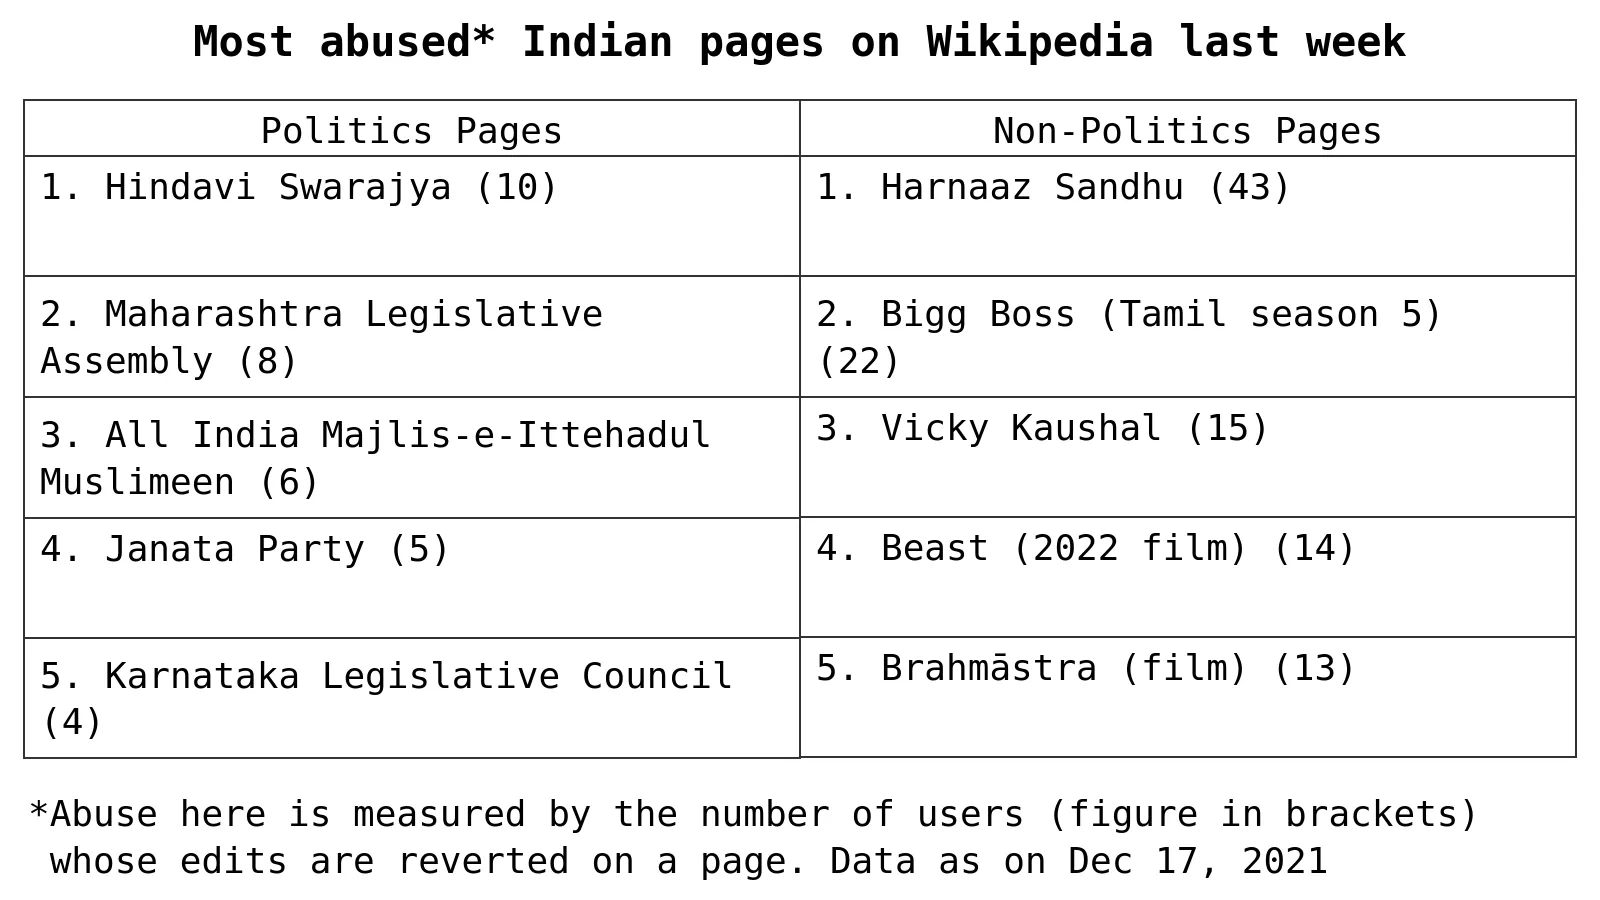 Most abused* Indian pages on Wikipedia last week
Politics Pages
Non-Politics Pages
1. Hindavi Swarajya (10)
1. Harnaaz Sandhu (43)
2. Maharashtra Legislative
Assembly (8)
2. Bigg Boss (Tamil season 5)
(22)
3. All India Majlis-e-Ittehadul
Muslimeen (6)
3. Vicky Kaushal (15)
4. Janata Party (5)
4. Beast (2022 film) (14)
5. Karnataka Legislative Council
(4)
5. Brahmāstra (film) (13)
*Abuse here is measured by the number of users (figure in brackets)
whose edits are reverted on a page. Data as on Dec 17, 2021